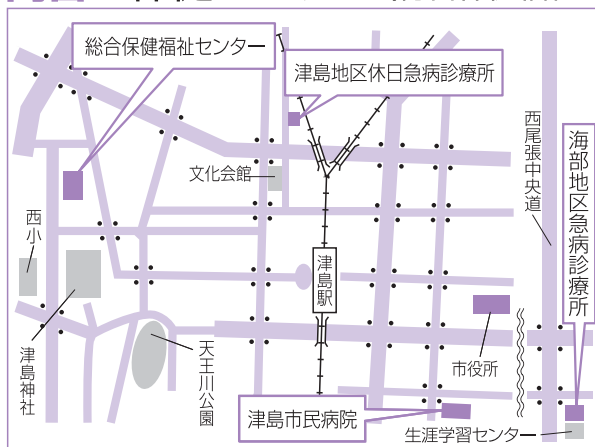 総合保健福祉センター
津島地区休日急病診療所
西尾張中央道
海部地区急病診療所
文化会館
西小
津島駅
津島神社
天王川公園
市役所
津島市民病院
生涯学習センター